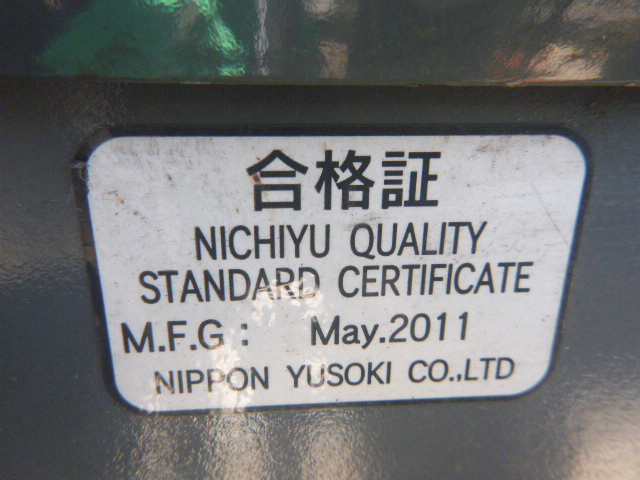 合格証
NICHIYU QUALITY
STANDARD CERTIFICATE
M.F.G : May.2011
NIPPON YUSOKI CO.,LTD